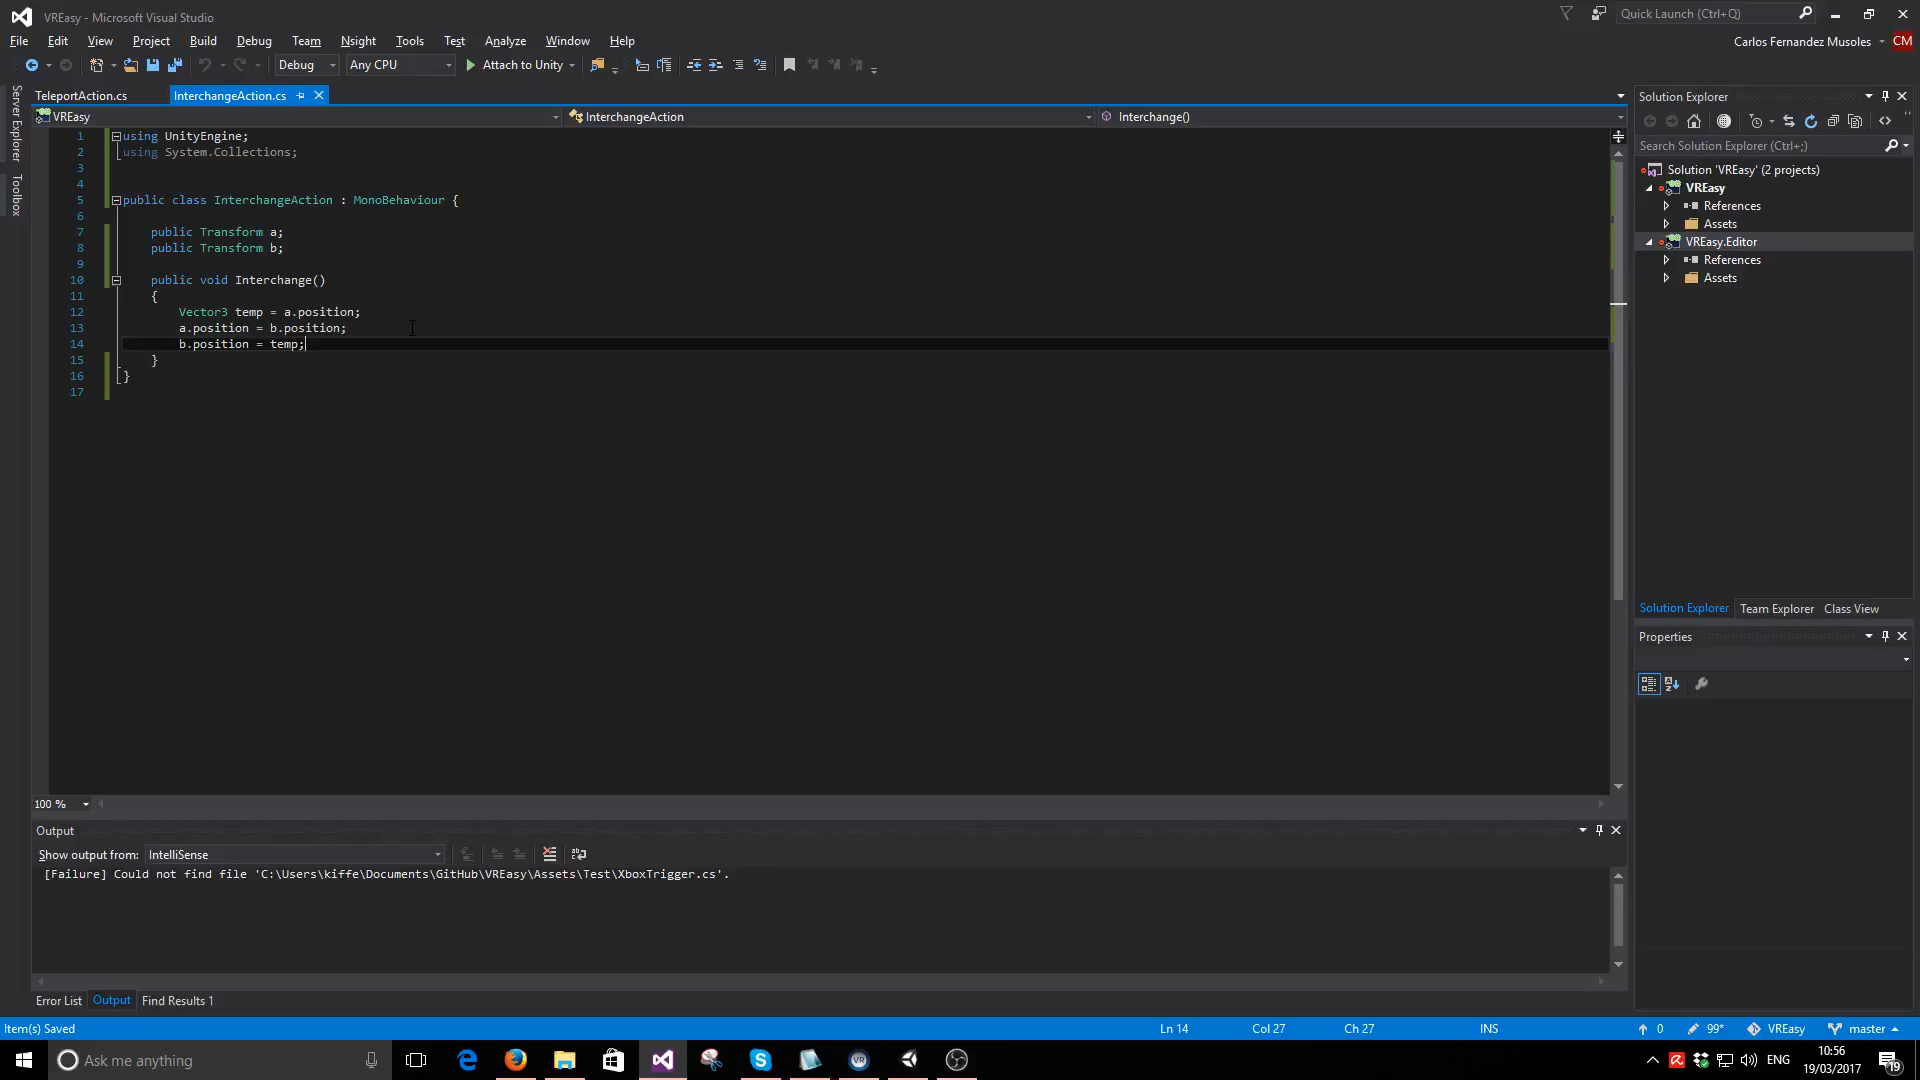 VREasy - Microsoft Visual Studio
Quick Launch (Ctrl+Q)
File Edit View Project Build Debug Team Nsight Tools Test Analyze Window Help
Carlos Fernandez Musoles CM
Debug Any CPU Attach to Unity
Server Explorer
Toolbox
TeleportAction.cs InterchangeAction.cs
VREasy InterchangeAction Interchange()
1 using UnityEngine;
2 using System.Collections;
3
4
5 public class InterchangeAction : MonoBehaviour {
6
7 public Transform a;
8 public Transform b;
9
10 public void Interchange()
11 {
12 Vector3 temp = a.position;
13 a.position = b.position;
14 b.position = temp;
15 }
16 }
17
100 %
Solution Explorer
Search Solution Explorer (Ctrl+;)
Solution 'VREasy' (2 projects)
VREasy
References
Assets
VREasy.Editor
References
Assets
Solution Explorer Team Explorer Class View
Properties
Output
Show output from: IntelliSense
[Failure] Could not find file 'C:\Users\kiffe\Documents\GitHub\VREasy\Assets\Test\XboxTrigger.cs'.
Error List Output Find Results 1
Item(s) Saved Ln 14 Col 27 Ch 27 INS 0 99* VREasy master
Ask me anything
ENG
10:56
19/03/2017
19